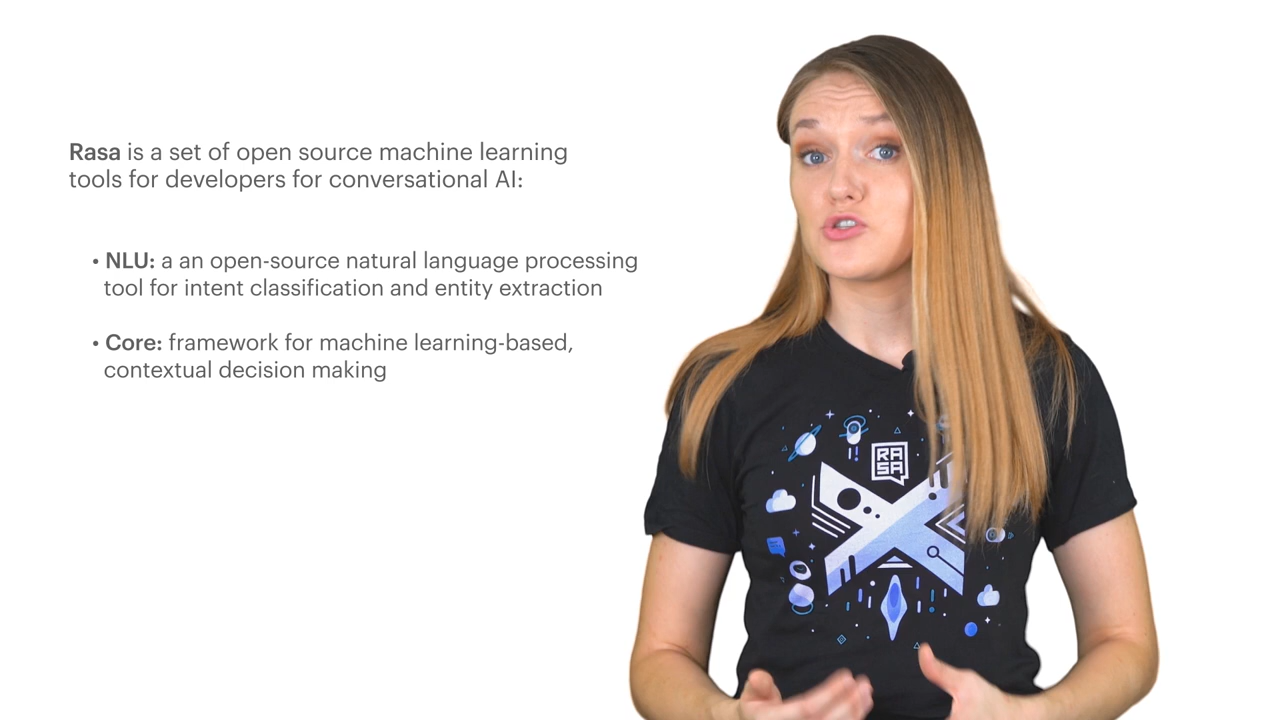 Rasa is a set of open source machine learning
tools for developers for conversational AI:
• NLU: a an open-source natural language processing
tool for intent classification and entity extraction
• Core: framework for machine learning-based,
contextual decision making
RA
SA